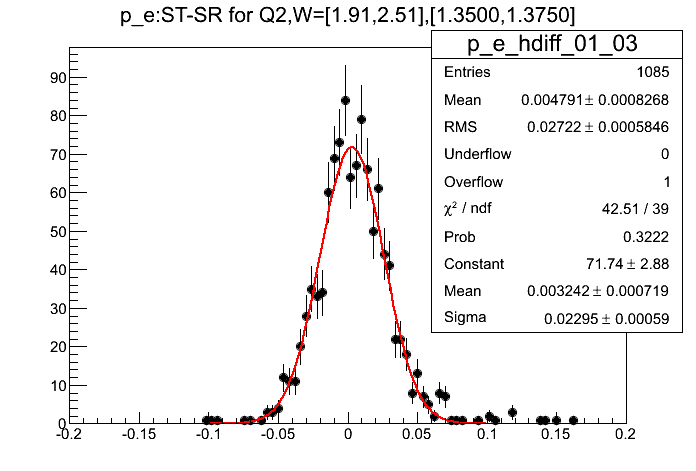 p_e:ST-SR for Q2,W=[1.91,2.51],[1.3500,1.3750]
p_e_hdiff_01_03
Entries 1085
Mean 0.004791 ± 0.0008268
RMS 0.02722 ± 0.0005846
Underflow 0
Overflow 1
χ² / ndf 42.51 / 39
Prob 0.3222
Constant 71.74 ± 2.88
Mean 0.003242 ± 0.000719
Sigma 0.02295 ± 0.00059
90
80
70
60
50
40
30
20
10
0
-0.2 -0.15 -0.1 -0.05 0 0.05 0.1 0.15 0.2